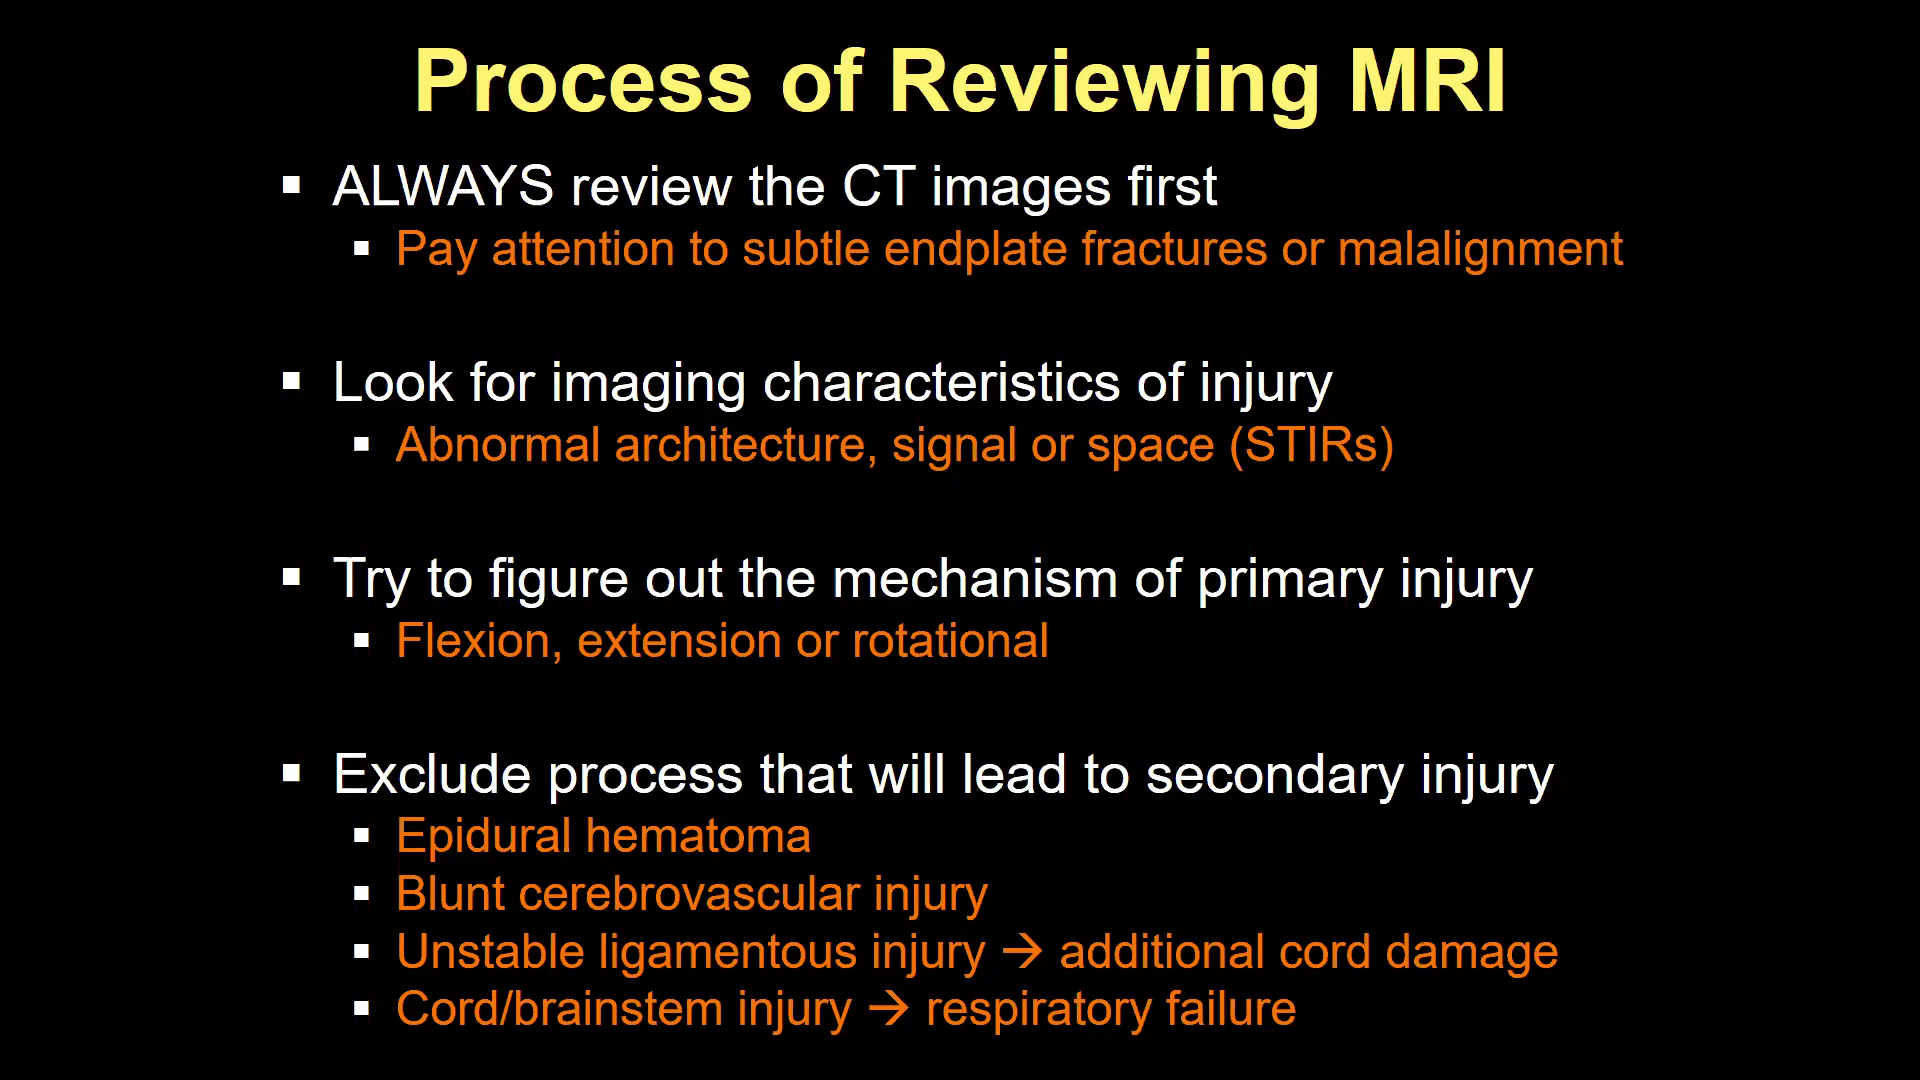 Process of Reviewing MRI
▪ ALWAYS review the CT images first
▪ Pay attention to subtle endplate fractures or malalignment
▪ Look for imaging characteristics of injury
▪ Abnormal architecture, signal or space (STIRs)
▪ Try to figure out the mechanism of primary injury
▪ Flexion, extension or rotational
▪ Exclude process that will lead to secondary injury
▪ Epidural hematoma
▪ Blunt cerebrovascular injury
▪ Unstable ligamentous injury → additional cord damage
▪ Cord/brainstem injury → respiratory failure